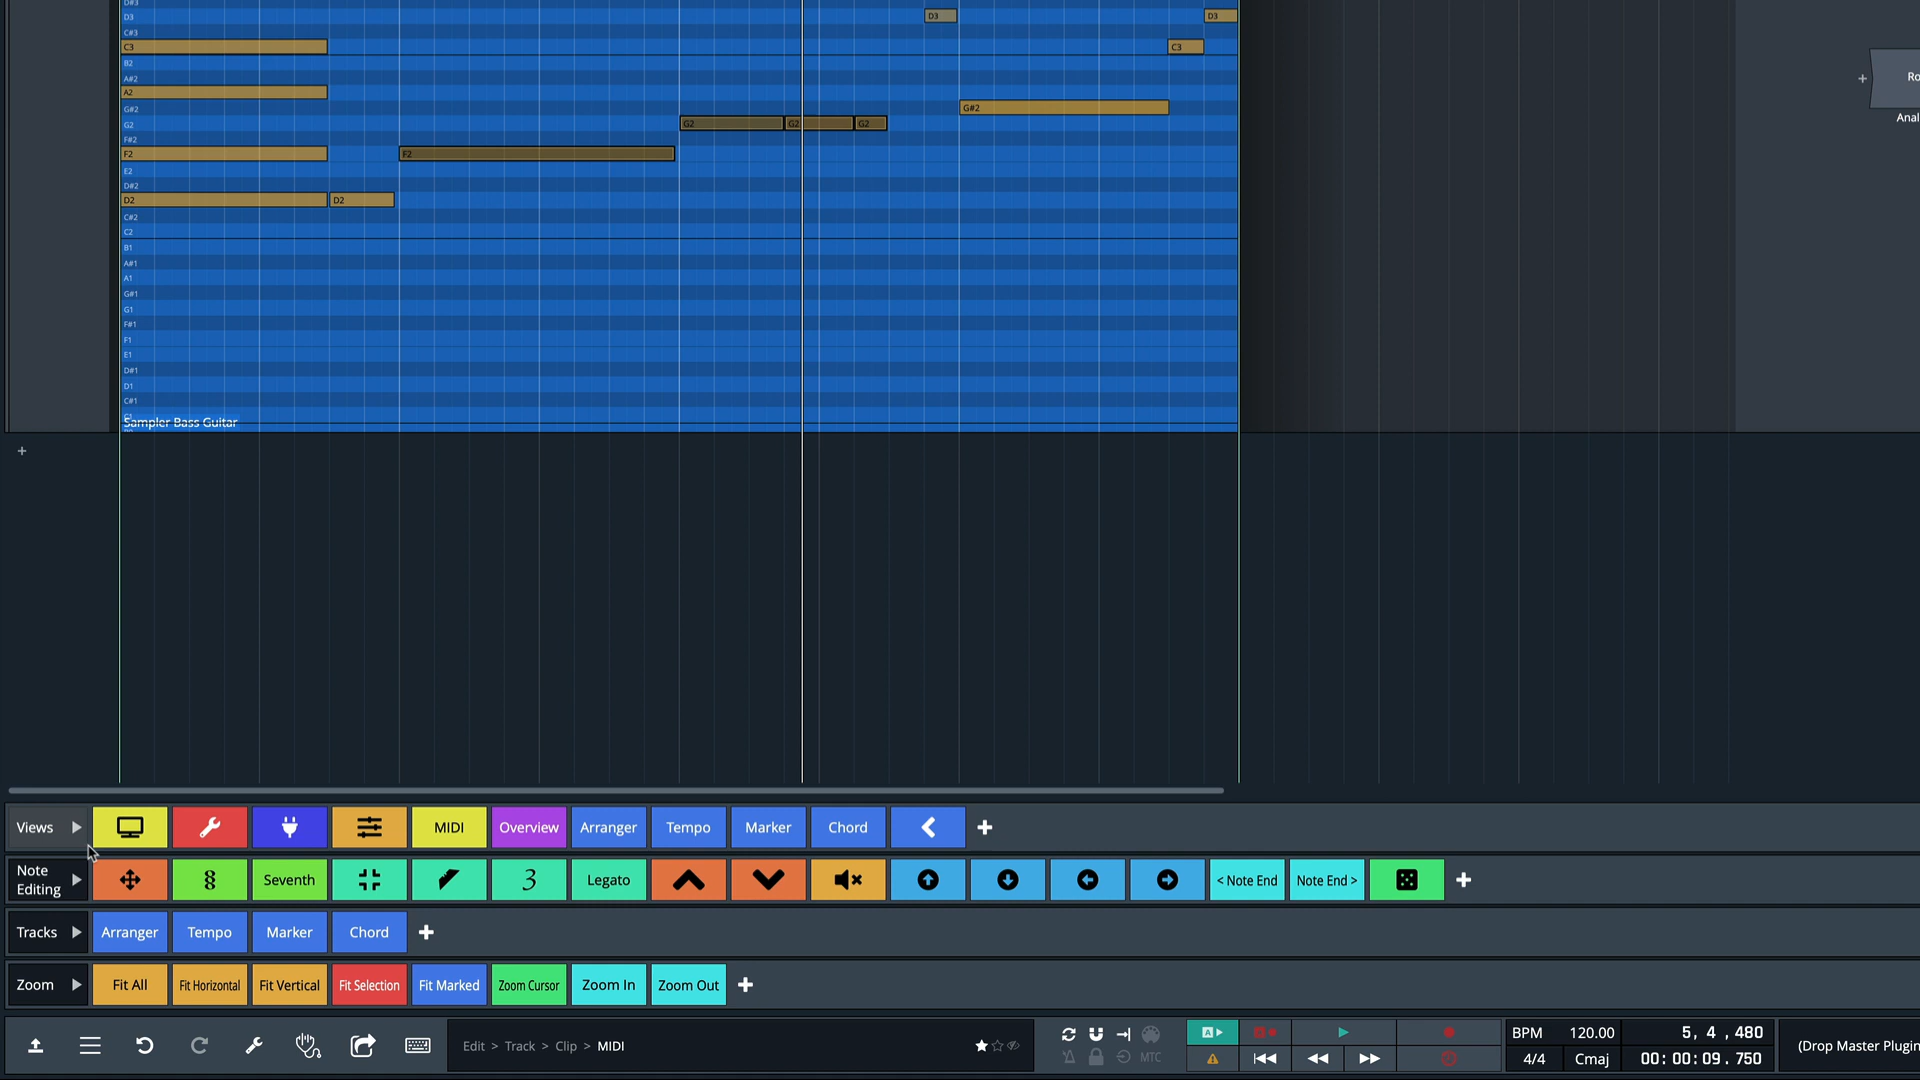 D#3
D3
D3
D3
C#3
C3
C3
B2
A#2
A2
G#2
G#2
G2
G2
G2
G2
F#2
F2
F2
E2
D#2
D2
D2
C#2
C2
B1
A#1
A1
G#1
G1
F#1
F1
E1
D#1
D1
C#1
C1
Sampler Bass Guitar
Ro
Anal
Views
MIDI
Overview
Arranger
Tempo
Marker
Chord
Note Editing
8
Seventh
3
Legato
< Note End
Note End >
Tracks
Arranger
Tempo
Marker
Chord
Zoom
Fit All
Fit Horizontal
Fit Vertical
Fit Selection
Fit Marked
Zoom Cursor
Zoom In
Zoom Out
Edit > Track > Clip > MIDI
MTC
A
BPM 120.00
5, 4 , 480
4/4 Cmaj
00: 00: 09. 750
(Drop Master Plugin